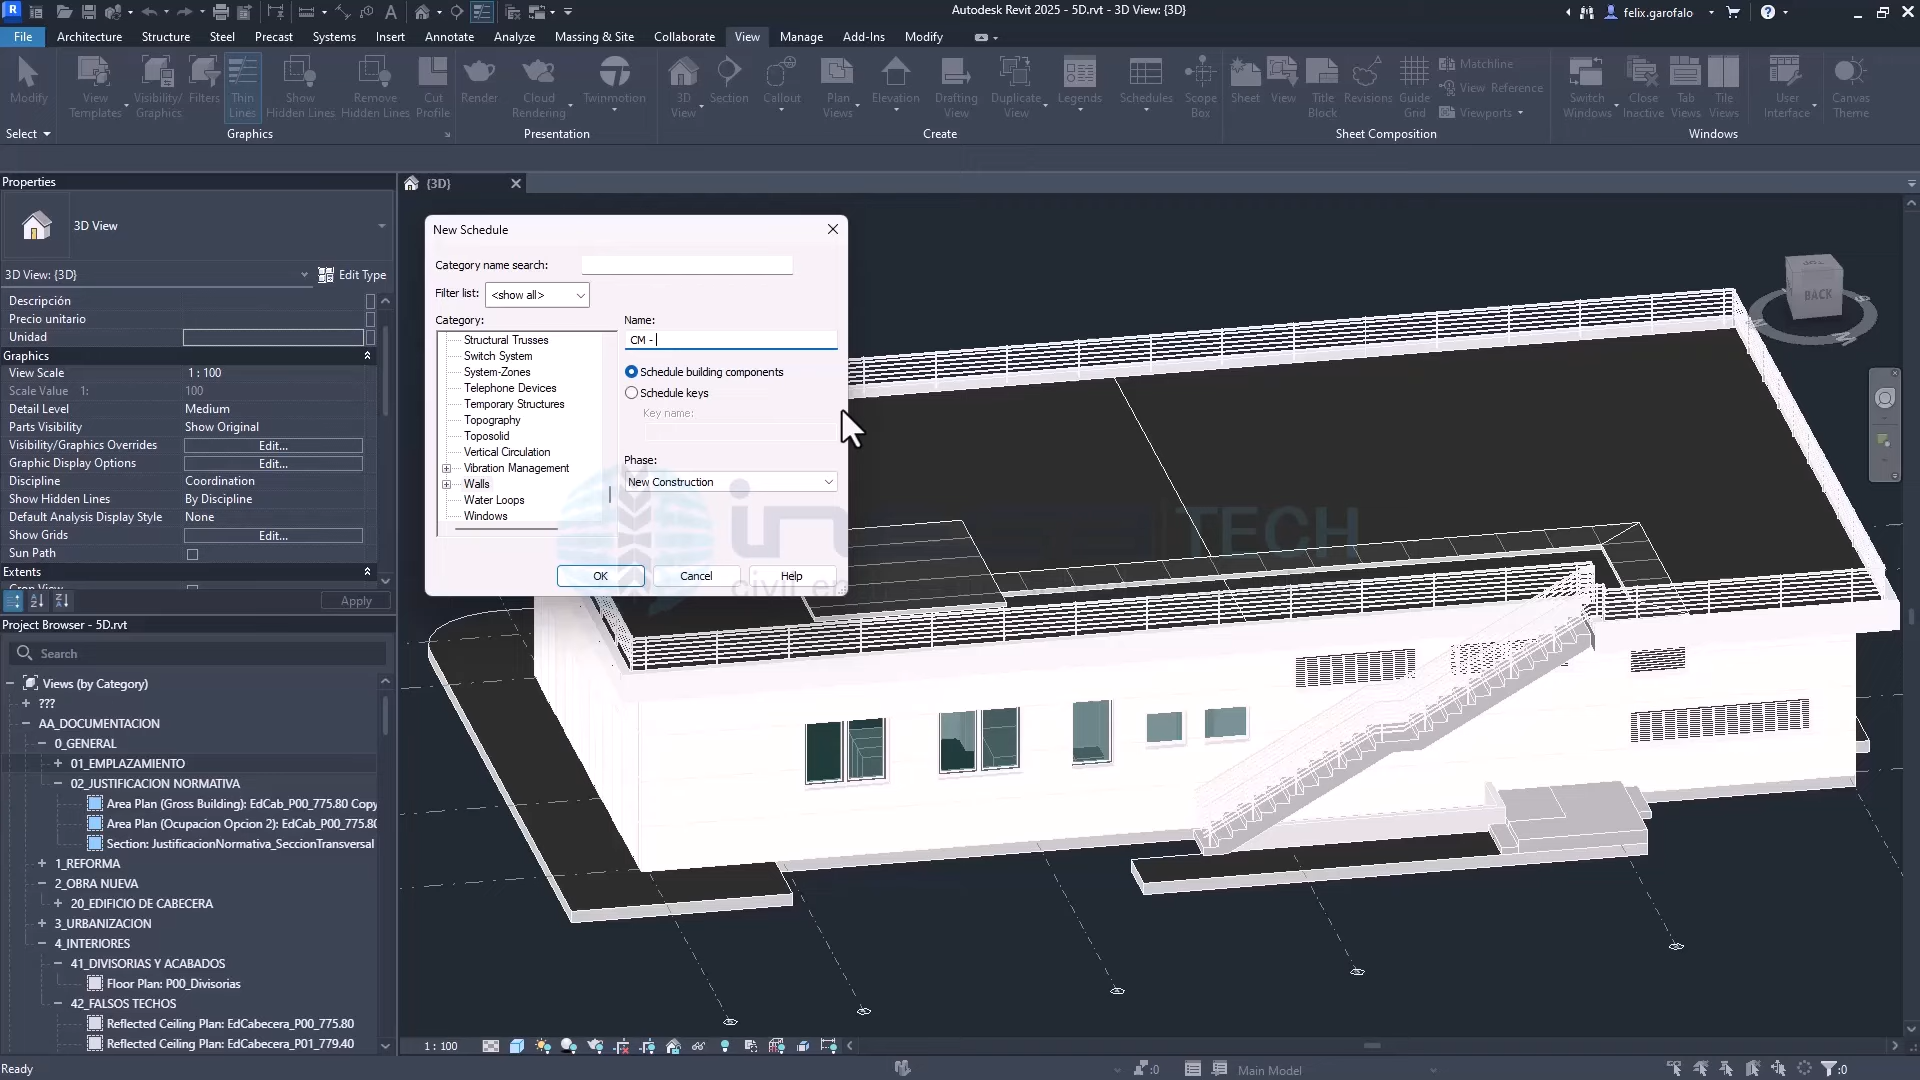 Autodesk Revit 2025 - 5D.rvt - 3D View: {3D}
felix.garofalo
File Architecture Structure Steel Precast Systems Insert Annotate Analyze Massing & Site Collaborate View Manage Add-Ins Modify
Modify
View Templates
Visibility/ Graphics
Filters
Thin Lines
Show Hidden Lines
Remove Hidden Lines
Cut Profile
Render
Cloud Rendering
Twinmotion
3D View
Section
Callout
Plan Views
Elevation
Drafting View
Duplicate View
Legends
Schedules
Scope Box
Sheet
View
Title Block
Revisions
Guide Grid
Matchline
View Reference
Viewports
Switch Windows
Close Inactive
Tab Views
Tile Views
User Interface
Canvas Theme
Select
Graphics
Presentation
Create
Sheet Composition
Windows
Properties
3D View
3D View: {3D}
Edit Type
Descripción
Precio unitario
Unidad
Graphics
View Scale 1 : 100
Scale Value 1: 100
Detail Level Medium
Parts Visibility Show Original
Visibility/Graphics Overrides Edit...
Graphic Display Options Edit...
Discipline Coordination
Show Hidden Lines By Discipline
Default Analysis Display Style None
Show Grids Edit...
Sun Path
Extents
Apply
Project Browser - 5D.rvt
Search
Views (by Category)
???
AA_DOCUMENTACION
0_GENERAL
01_EMPLAZAMIENTO
02_JUSTIFICACION NORMATIVA
Area Plan (Gross Building): EdCab_P00_775.80 Copy
Area Plan (Ocupacion Opcion 2): EdCab_P00_775.80
Section: JustificacionNormativa_SeccionTransversal
1_REFORMA
2_OBRA NUEVA
20_EDIFICIO DE CABECERA
3_URBANIZACION
4_INTERIORES
41_DIVISORIAS Y ACABADOS
Floor Plan: P00_Divisorias
42_FALSOS TECHOS
Reflected Ceiling Plan: EdCabecera_P00_775.80
Reflected Ceiling Plan: EdCabecera_P01_779.40
{3D}
New Schedule
Category name search:
Filter list: <show all>
Category:
Structural Trusses
Switch System
System-Zones
Telephone Devices
Temporary Structures
Topography
Toposolid
Vertical Circulation
Vibration Management
Walls
Water Loops
Windows
Name:
CM -
Schedule building components
Schedule keys
Key name:
Phase:
New Construction
OK Cancel Help
TECH
BACK
1 : 100
Ready
:0
Main Model
:0